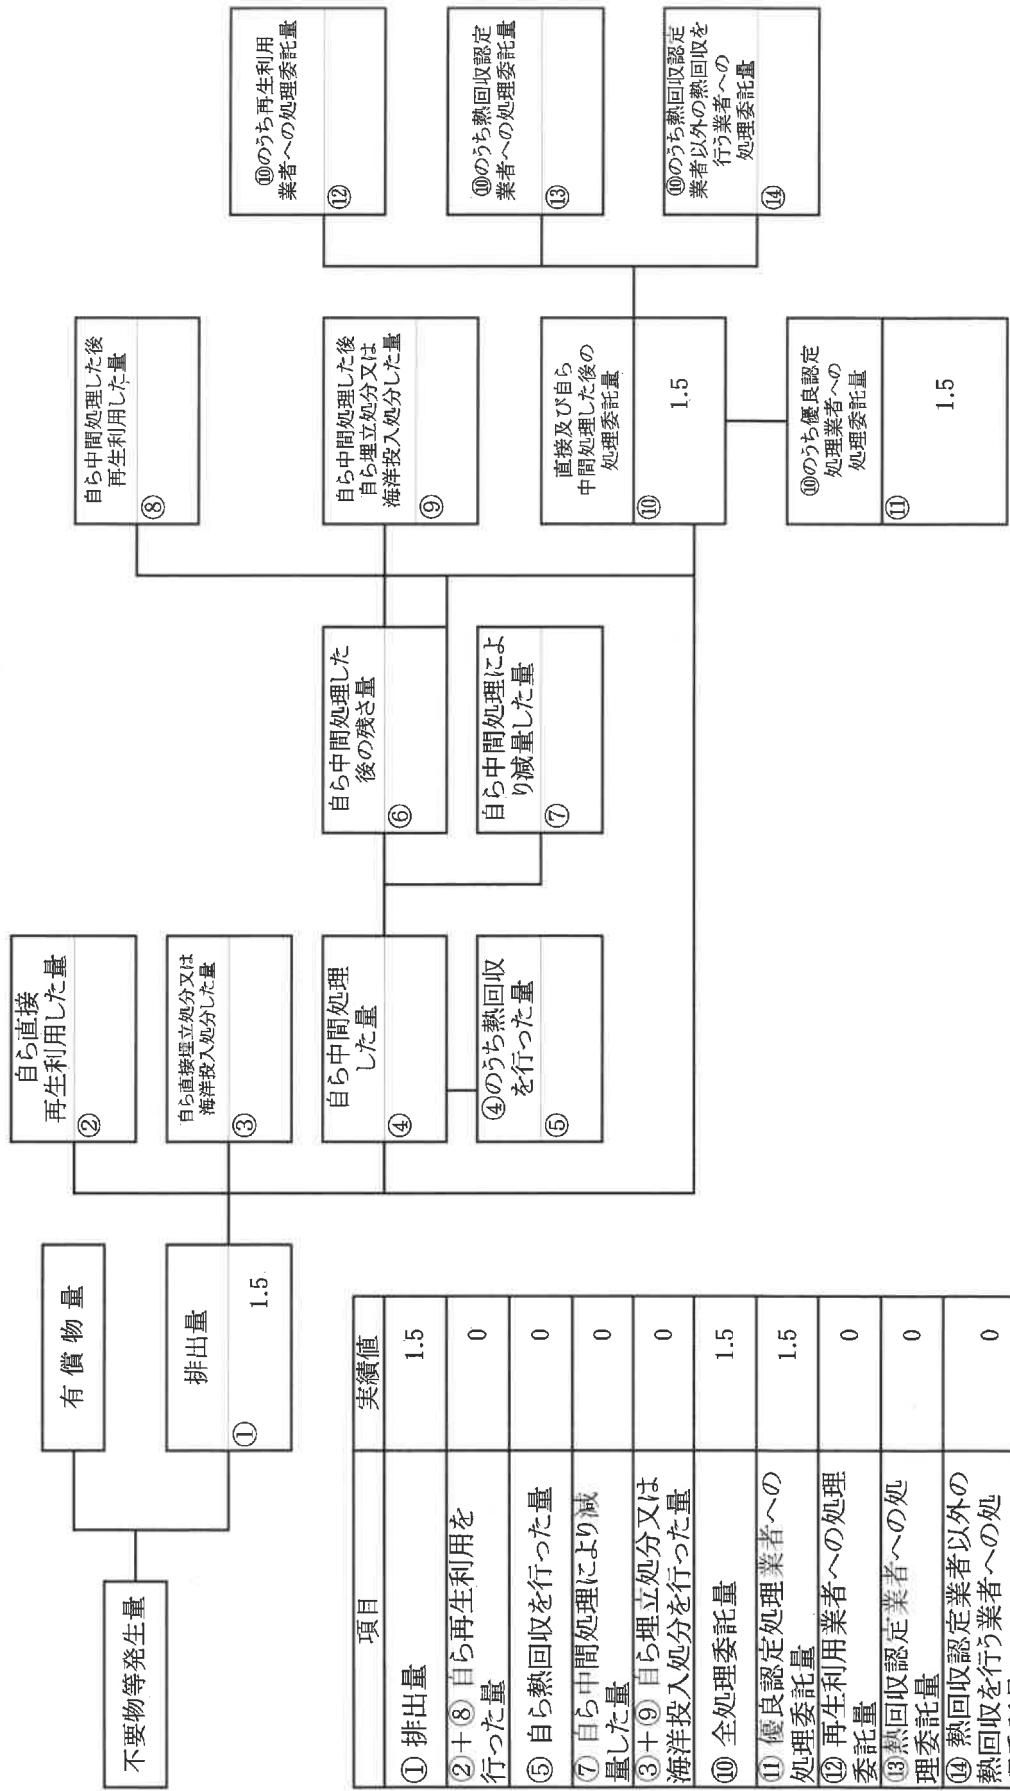 不要物等発生量
有 償 物 量
排出量
①
1.5
自ら直接
再生利用した量
②
自ら直接埋立処分又は
海洋投入処分した量
③
自ら中間処理
した量
④
④のうち熱回収
を行った量
⑤
自ら中間処理した
後の残さ量
⑥
自ら中間処理によ
り減量した量
⑦
自ら中間処理した後
再生利用した量
⑧
自ら中間処理した後
自ら埋立処分又は
海洋投入処分した量
⑨
直接及び自ら
中間処理した後の
処理委託量
⑩
1.5
⑩のうち優良認定
処理業者への
処理委託量
⑪
1.5
⑩のうち再生利用
業者への処理委託量
⑫
⑩のうち熱回収認定
業者への処理委託量
⑬
⑩のうち熱回収認定
業者以外の熱回収を
行う業者への
処理委託量
⑭
項目 実績値
① 排出量 1.5
②＋⑧ 自ら再生利用を
行った量 0
⑤ 自ら熱回収を行った量 0
⑦ 自ら中間処理により減
量した量 0
③＋⑨ 自ら埋立処分又は
海洋投入処分を行った量 0
⑩ 全処理委託量 1.5
⑪ 優良認定処理業者への
処理委託量 1.5
⑫ 再生利用業者への処理
委託量 0
⑬ 熱回収認定業者への処
理委託量 0
⑭ 熱回収認定業者以外の
熱回収を行う業者への処 0